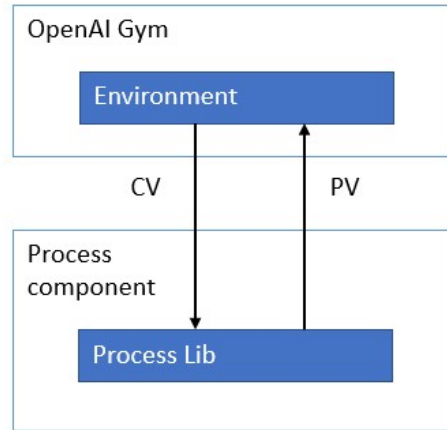 OpenAI Gym
Environment
CV
PV
Process
component
Process Lib